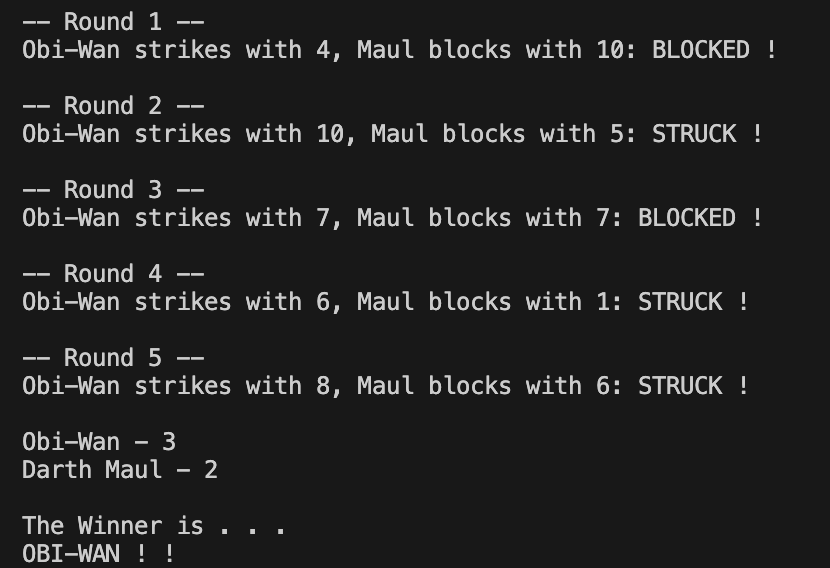 -- Round 1 --
Obi-Wan strikes with 4, Maul blocks with 10: BLOCKED !
-- Round 2 --
Obi-Wan strikes with 10, Maul blocks with 5: STRUCK !
-- Round 3 --
Obi-Wan strikes with 7, Maul blocks with 7: BLOCKED !
-- Round 4 --
Obi-Wan strikes with 6, Maul blocks with 1: STRUCK !
-- Round 5 --
Obi-Wan strikes with 8, Maul blocks with 6: STRUCK !
Obi-Wan - 3
Darth Maul - 2
The Winner is . . .
OBI-WAN ! !